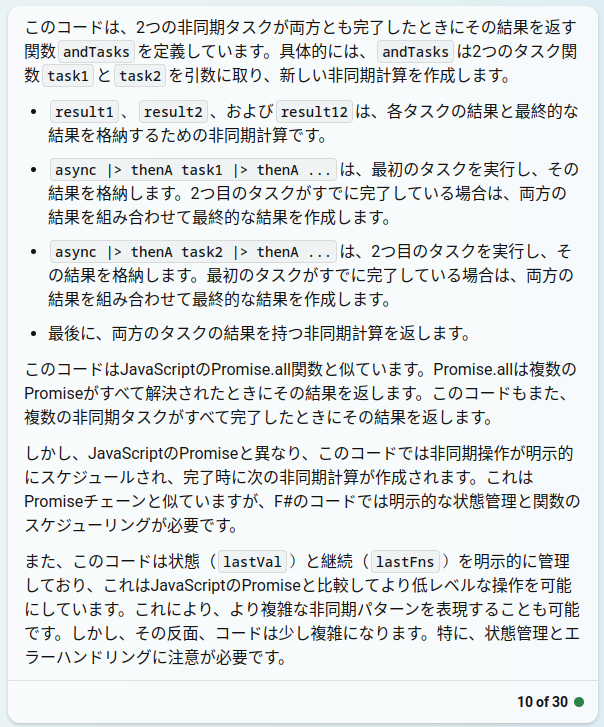 このコードは、2つの非同期タスクが両方とも完了したときにその結果を返す
関数 andTasks を定義しています。具体的には、 andTasks は2つのタスク関
数 task1 と task2 を引数に取り、新しい非同期計算を作成します。
• result1 、 result2 、および result12 は、各タスクの結果と最終的な
結果を格納するための非同期計算です。
• async |> thenA task1 |> thenA ... は、最初のタスクを実行し、その
結果を格納します。2つ目のタスクがすでに完了している場合は、両方の
結果を組み合わせて最終的な結果を作成します。
• async |> thenA task2 |> thenA ... は、2つ目のタスクを実行し、そ
の結果を格納します。最初のタスクがすでに完了している場合は、両方の
結果を組み合わせて最終的な結果を作成します。
• 最後に、両方のタスクの結果を持つ非同期計算を返します。
このコードはJavaScriptのPromise.all関数と似ています。Promise.allは複数の
Promiseがすべて解決されたときにその結果を返します。このコードもまた、
複数の非同期タスクがすべて完了したときにその結果を返します。
しかし、JavaScriptのPromiseと異なり、このコードでは非同期操作が明示的
にスケジュールされ、完了時に次の非同期計算が作成されます。これは
Promiseチェーンと似ていますが、F#のコードでは明示的な状態管理と関数の
スケジューリングが必要です。
また、このコードは状態（ lastVal ）と継続（ lastFns ）を明示的に管理
しており、これはJavaScriptのPromiseと比較してより低レベルな操作を可能
にしています。これにより、より複雑な非同期パターンを表現することも可能
です。しかし、その反面、コードは少し複雑になります。特に、状態管理とエ
ラーハンドリングに注意が必要です。
10 of 30